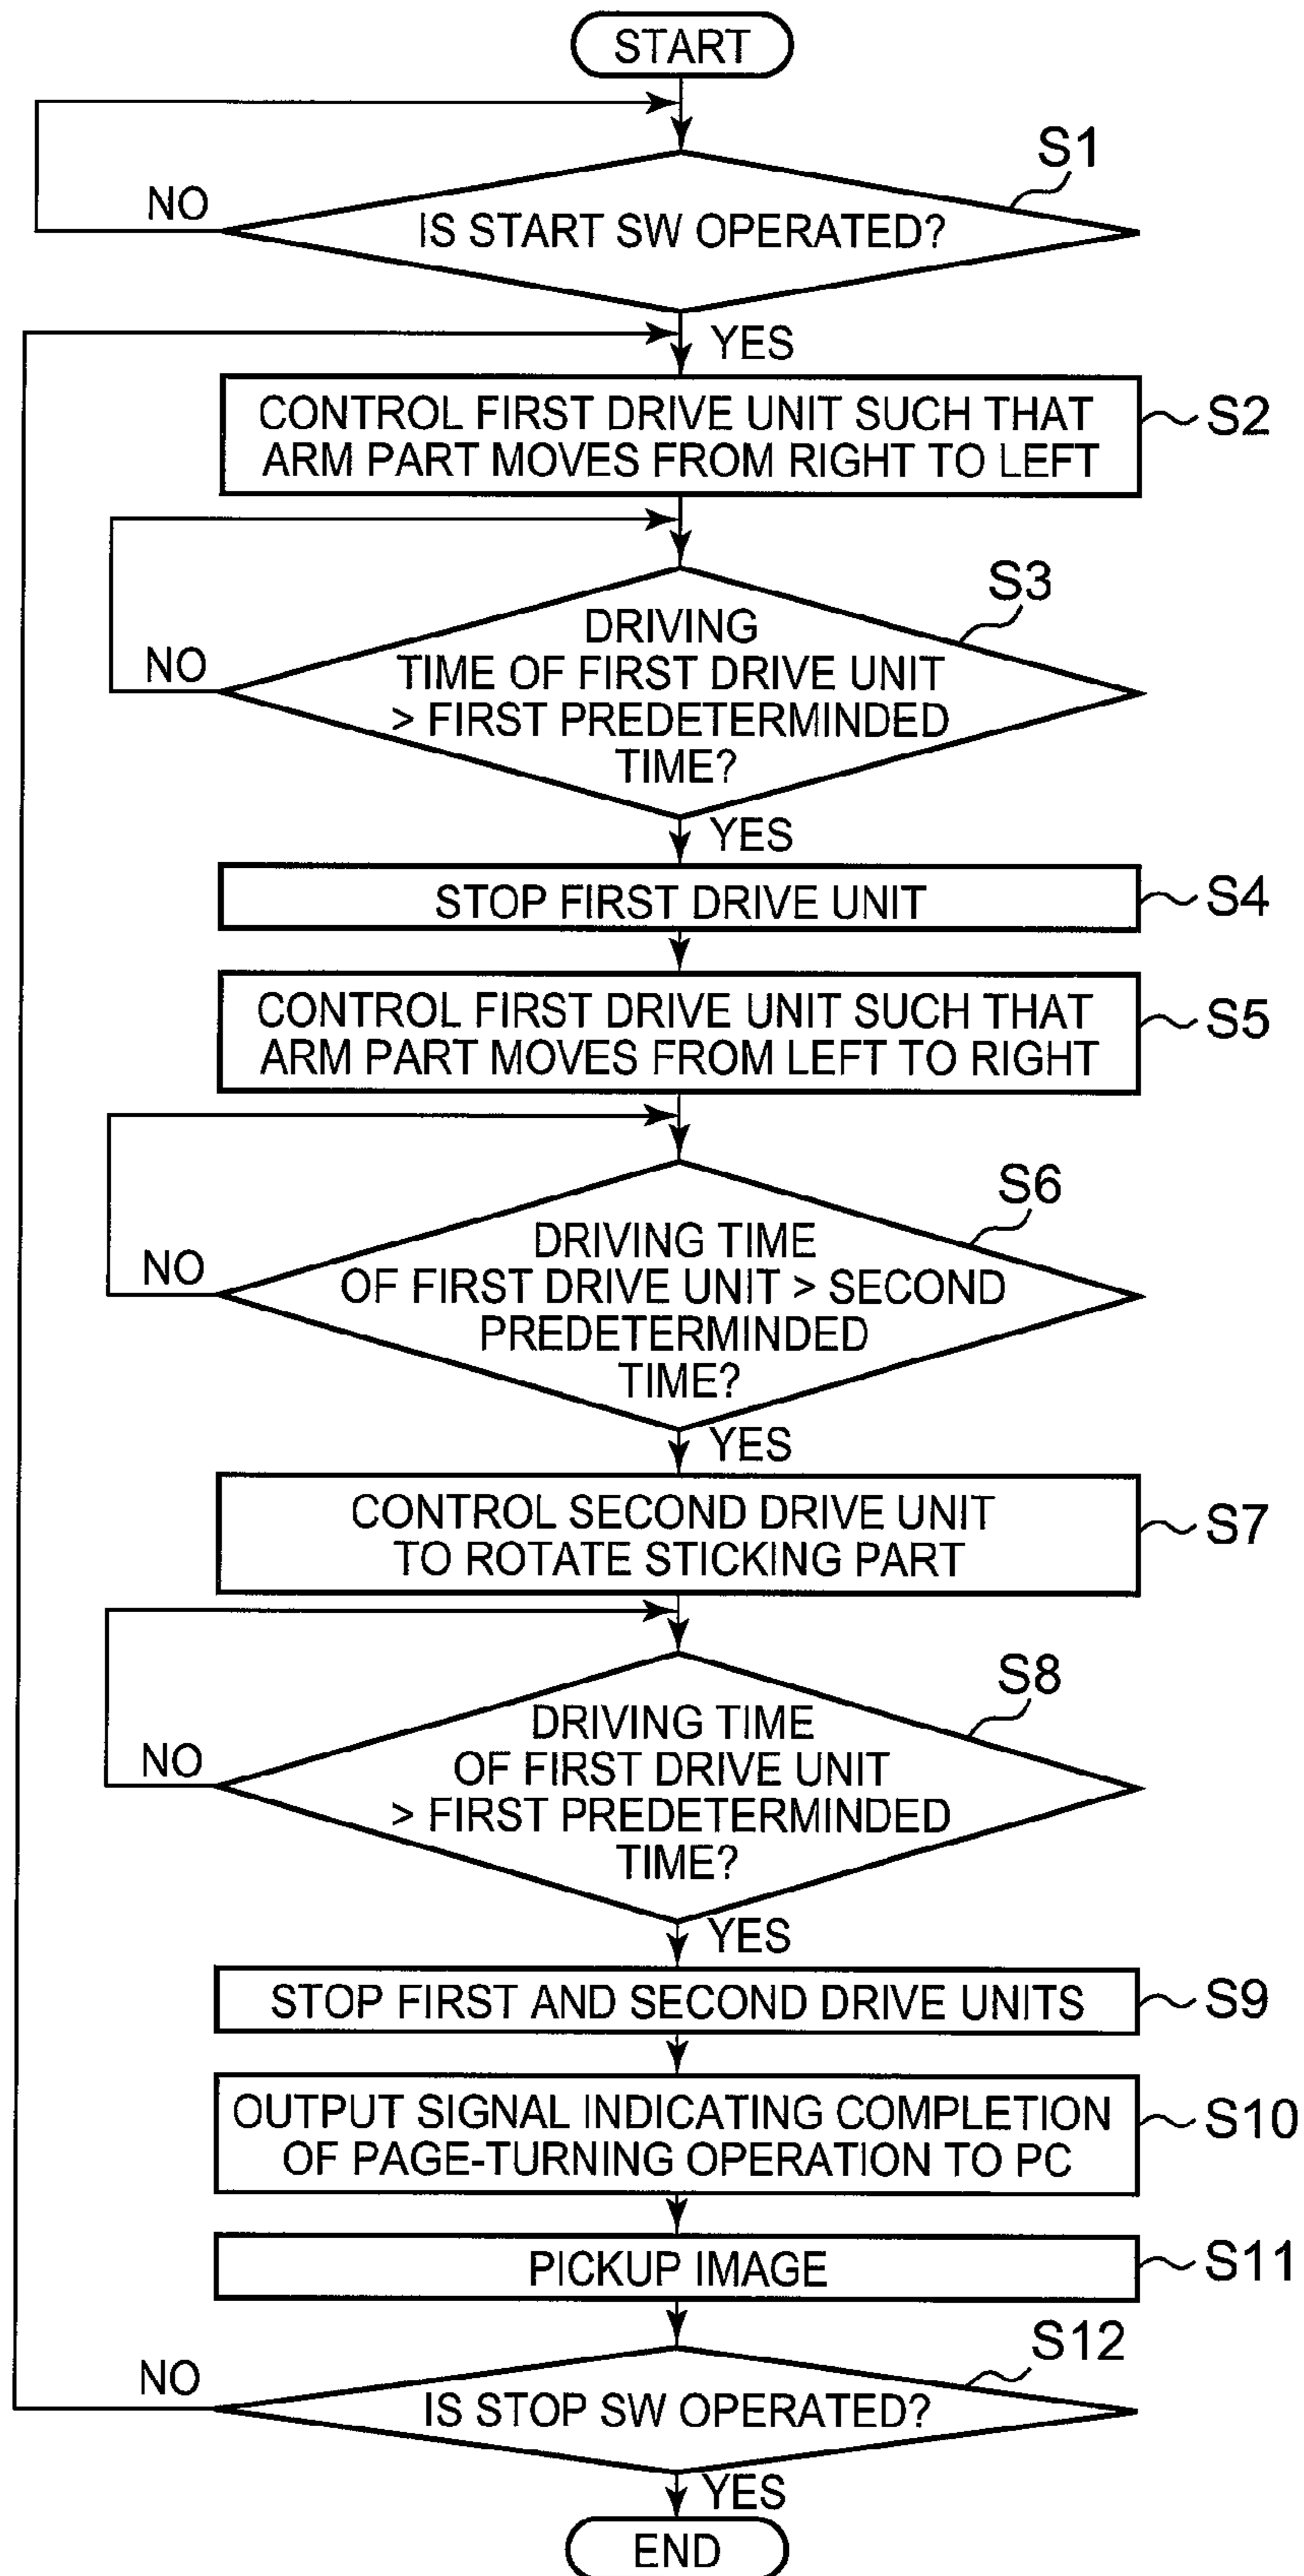 START
S1
NO
IS START SW OPERATED?
YES
CONTROL FIRST DRIVE UNIT SUCH THAT
ARM PART MOVES FROM RIGHT TO LEFT
S2
S3
DRIVING
TIME OF FIRST DRIVE UNIT
> FIRST PREDETERMINDED
TIME?
NO
YES
STOP FIRST DRIVE UNIT
S4
CONTROL FIRST DRIVE UNIT SUCH THAT
ARM PART MOVES FROM LEFT TO RIGHT
S5
S6
DRIVING TIME
OF FIRST DRIVE UNIT > SECOND
PREDETERMINDED
TIME?
NO
YES
CONTROL SECOND DRIVE UNIT
TO ROTATE STICKING PART
S7
S8
DRIVING TIME
OF FIRST DRIVE UNIT
> FIRST PREDETERMINDED
TIME?
NO
YES
STOP FIRST AND SECOND DRIVE UNITS
S9
OUTPUT SIGNAL INDICATING COMPLETION
OF PAGE-TURNING OPERATION TO PC
S10
PICKUP IMAGE
S11
S12
NO
IS STOP SW OPERATED?
YES
END